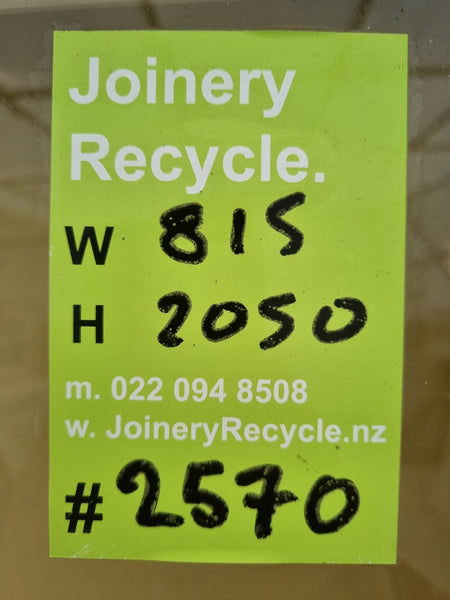 Joinery
Recycle.
W 815
H 2050
m. 022 094 8508
w. JoineryRecycle.nz
#2570